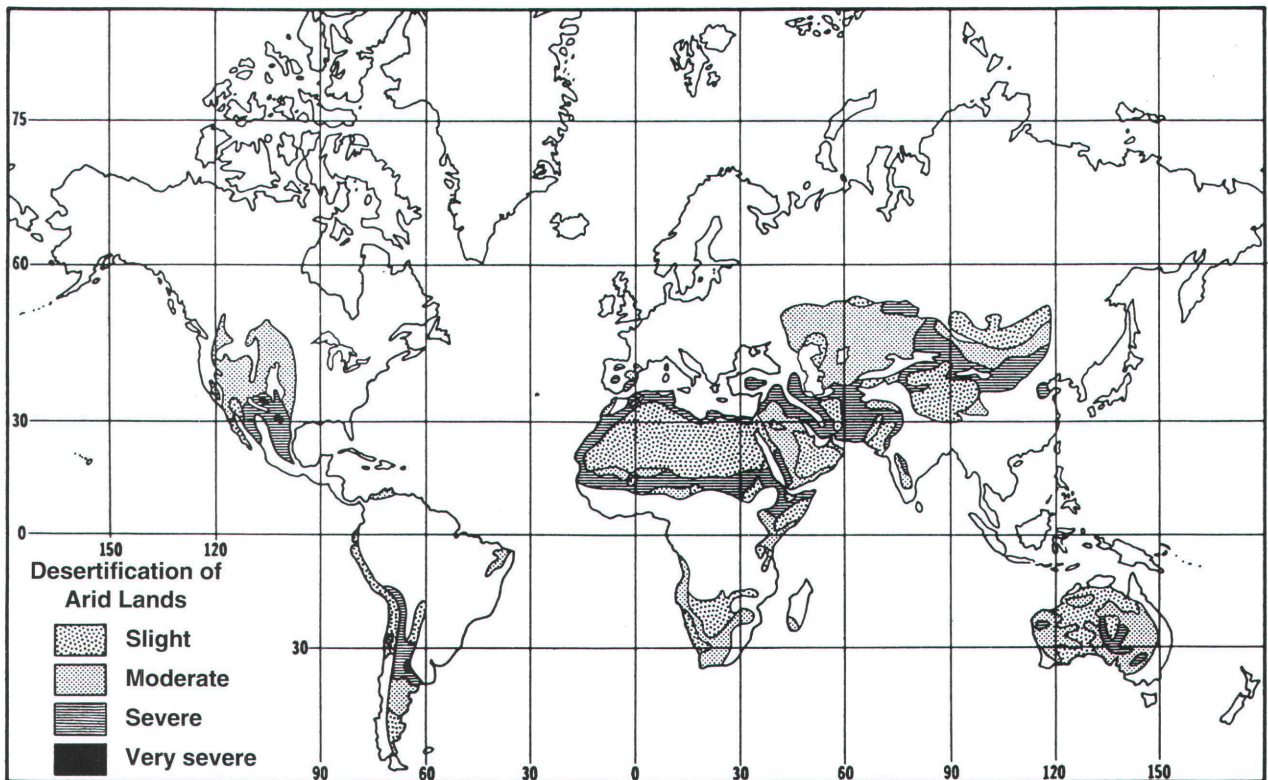 75
60
30
0
150
120
Desertification of
Arid Lands
Slight
30
Moderate
Severe
Very severe
90 60 30 0 30 60 90 120 150